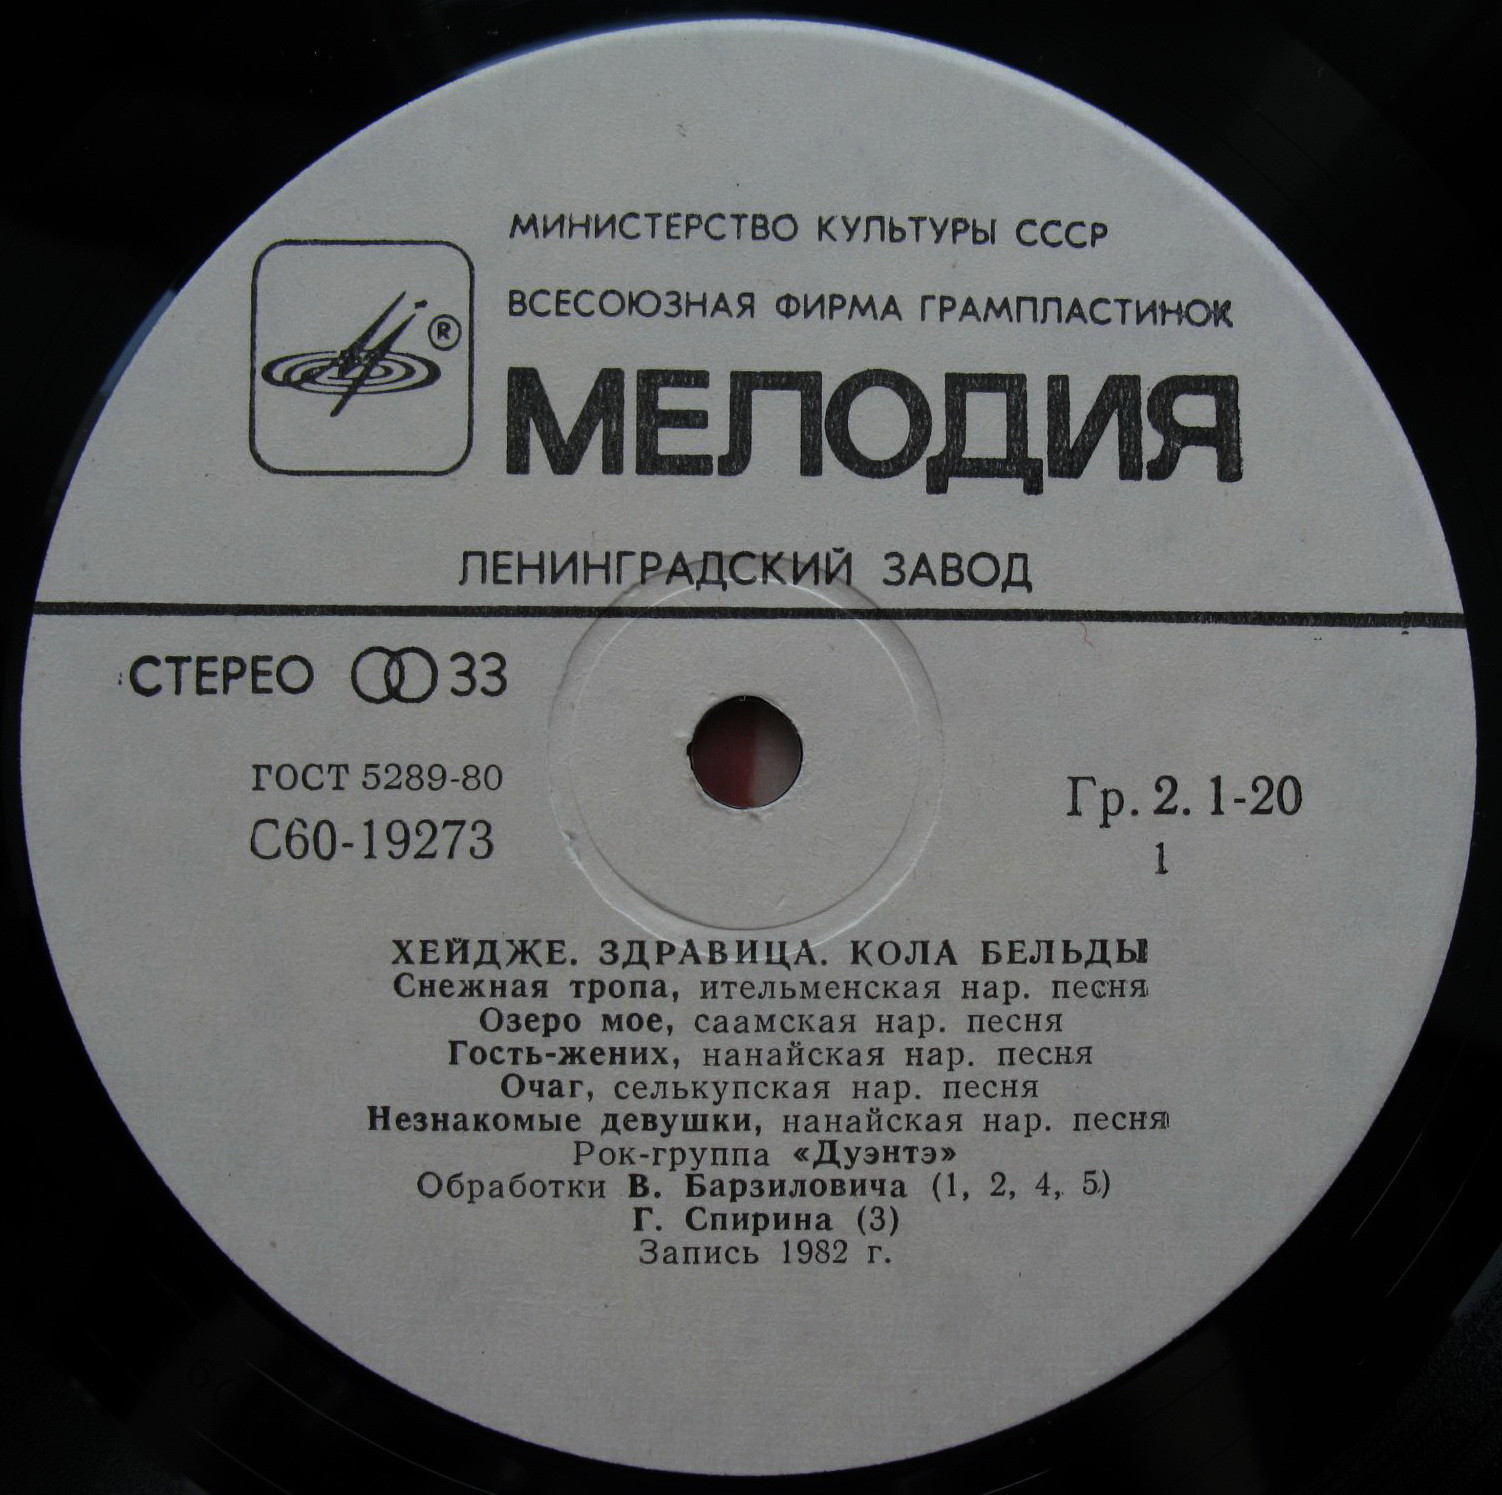 МИНИСТЕРСТВО КУЛЬТУРЫ СССР
ВСЕСОЮЗНАЯ ФИРМА ГРАМПЛАСТИНОК
®
МЕЛОДИЯ
ЛЕНИНГРАДСКИЙ ЗАВОД
СТЕРЕО 33
ГОСТ 5289-80
С60-19273
Гр. 2. 1-20
1
ХЕЙДЖЕ. ЗДРАВИЦА. КОЛА БЕЛЬДЫ
Снежная тропа, ительменская нар. песня
Озеро мое, саамская нар. песня
Гость-жених, нанайская нар. песня
Очаг, селькупская нар. песня
Незнакомые девушки, нанайская нар. песня
Рок-группа «Дуэнтэ»
Обработки В. Барзиловича (1, 2, 4, 5)
Г. Спирина (3)
Запись 1982 г.